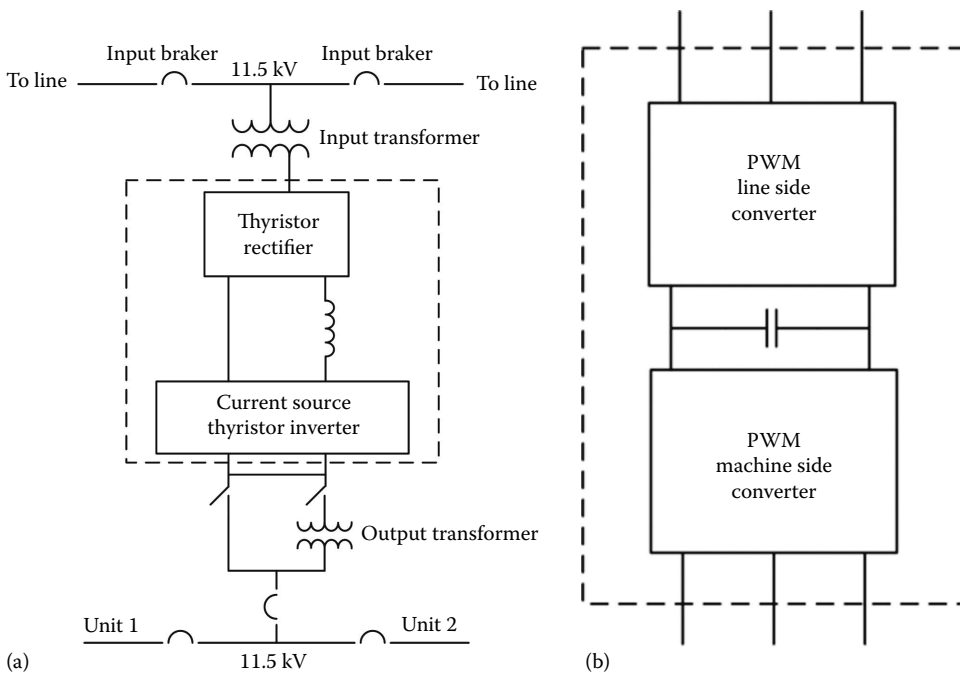 Input braker
Input braker
To line
11.5 kV
To line
Input transformer
Thyristor
rectifier
Current source
thyristor inverter
Output transformer
Unit 1
Unit 2
11.5 kV
(a)
PWM
line side
converter
PWM
machine side
converter
(b)